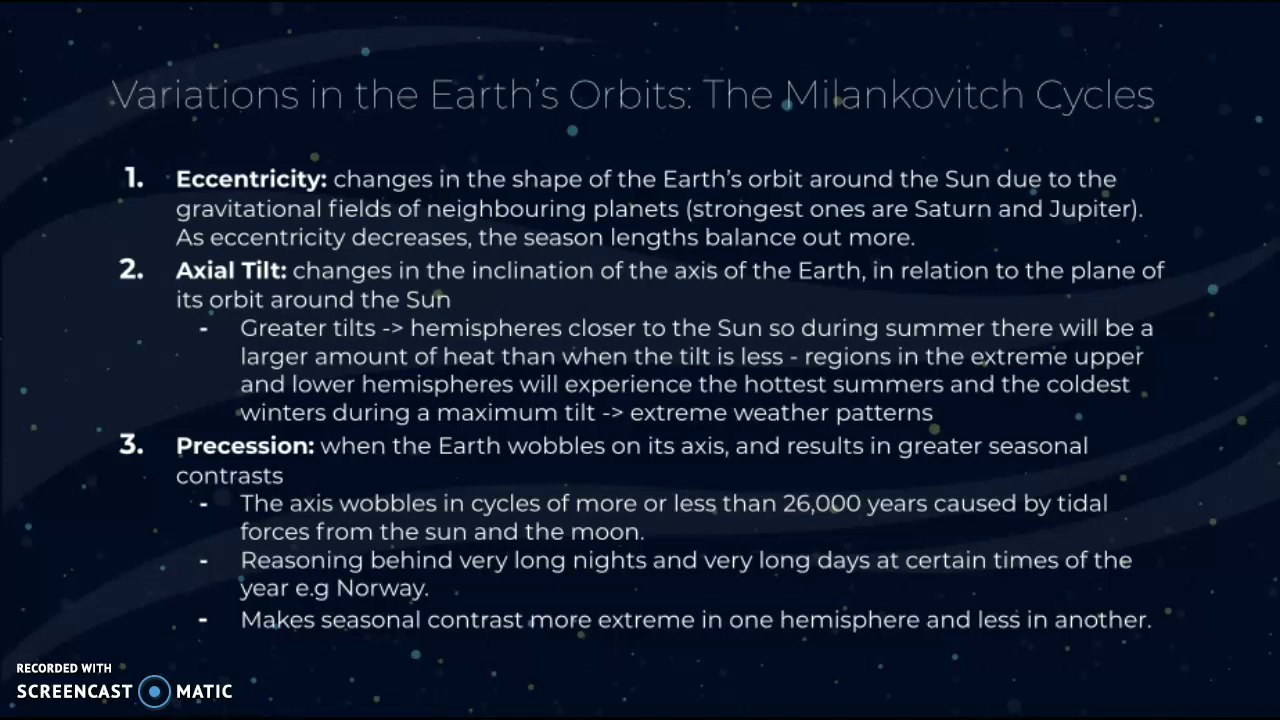 Variations in the Earth's Orbits: The Milankovitch Cycles
1. Eccentricity: changes in the shape of the Earth's orbit around the Sun due to the
gravitational fields of neighbouring planets (strongest ones are Saturn and Jupiter).
As eccentricity decreases, the season lengths balance out more.
2. Axial Tilt: changes in the inclination of the axis of the Earth, in relation to the plane of
its orbit around the Sun
- Greater tilts -> hemispheres closer to the Sun so during summer there will be a
larger amount of heat than when the tilt is less - regions in the extreme upper
and lower hemispheres will experience the hottest summers and the coldest
winters during a maximum tilt -> extreme weather patterns
3. Precession: when the Earth wobbles on its axis, and results in greater seasonal
contrasts
- The axis wobbles in cycles of more or less than 26,000 years caused by tidal
forces from the sun and the moon.
- Reasoning behind very long nights and very long days at certain times of the
year e.g Norway.
- Makes seasonal contrast more extreme in one hemisphere and less in another.
RECORDED WITH
SCREENCAST MATIC